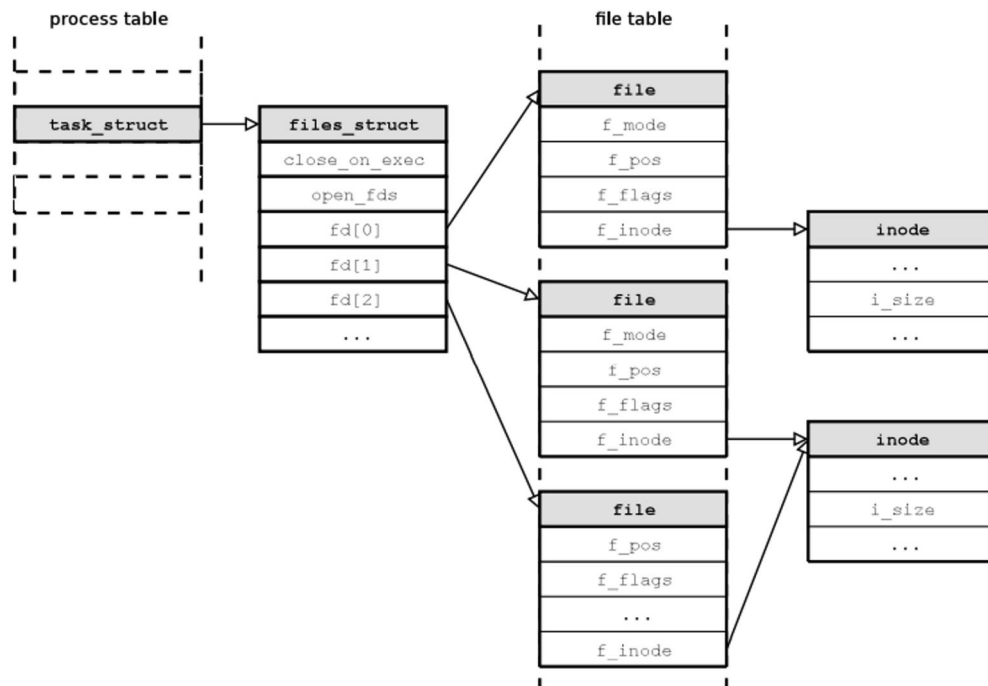 process table
file table
task_struct
files_struct
close_on_exec
open_fds
fd[0]
fd[1]
fd[2]
...
file
f_mode
f_pos
f_flags
f_inode
file
f_mode
f_pos
f_flags
f_inode
file
f_pos
f_flags
...
f_inode
inode
...
i_size
...
inode
...
i_size
...